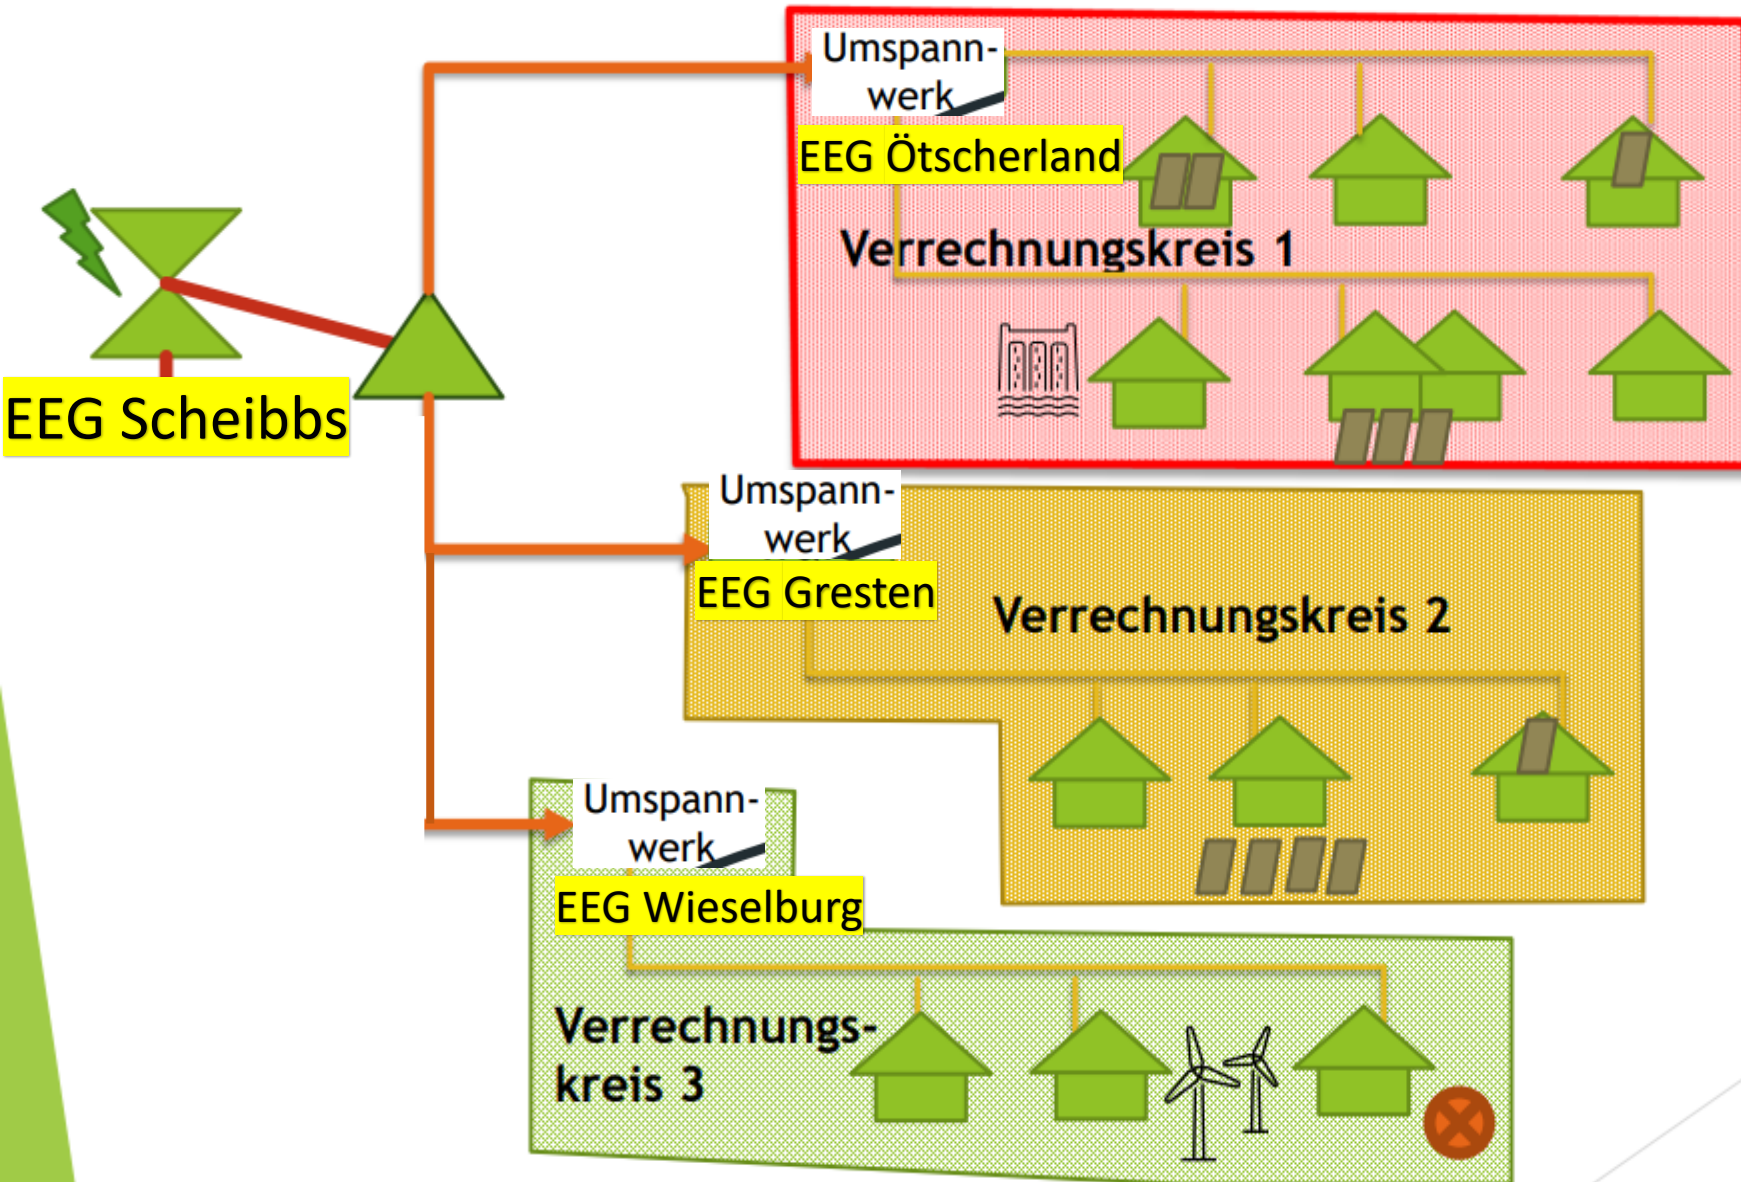 Umspann-
werk
EEG Ötscherland
Verrechnungskreis 1
EEG Scheibbs
Umspann-
werk
EEG Gresten
Verrechnungskreis 2
Umspann-
werk
EEG Wieselburg
Verrechnungs-
kreis 3